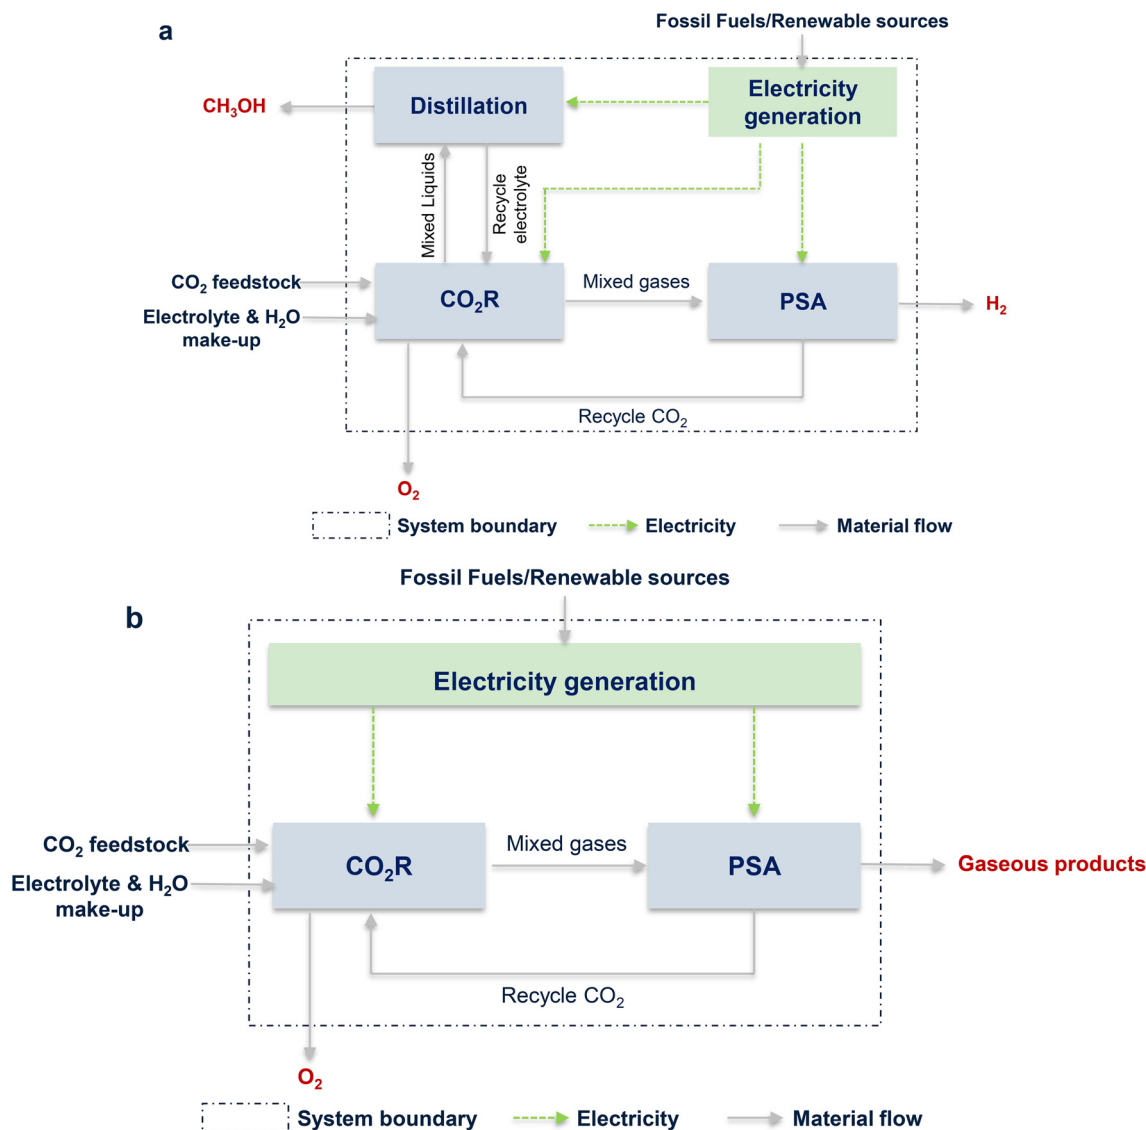 a
Fossil Fuels/Renewable sources
Distillation
Electricity
generation
CH₃OH
Mixed Liquids
Recycle
electrolyte
CO₂ feedstock
Electrolyte & H₂O
make-up
CO₂R
Mixed gases
PSA
H₂
Recycle CO₂
O₂
System boundary
Electricity
Material flow
Fossil Fuels/Renewable sources
b
Electricity generation
CO₂ feedstock
Electrolyte & H₂O
make-up
CO₂R
Mixed gases
PSA
Gaseous products
Recycle CO₂
O₂
System boundary
Electricity
Material flow